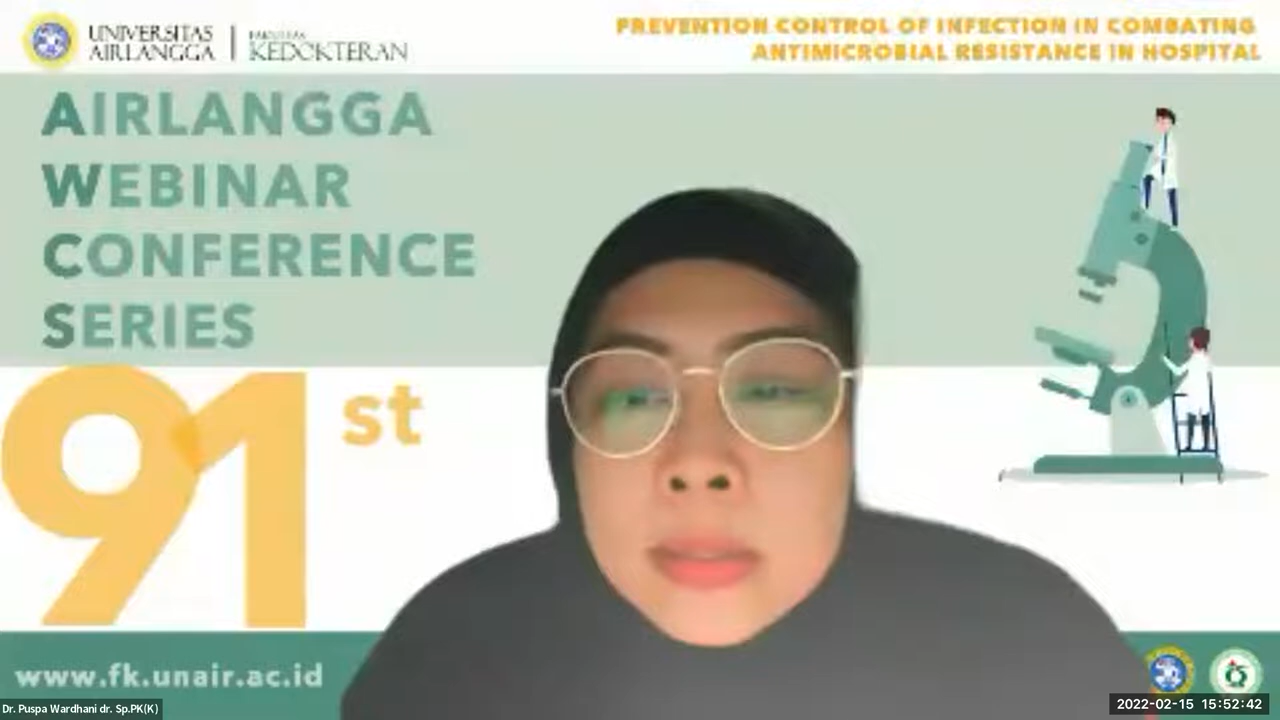 UNIVERSITAS
AIRLANGGA
FAKULTAS
KEDOKTERAN
PREVENTION CONTROL OF INFECTION IN COMBATING
ANTIMICROBIAL RESISTANCE IN HOSPITAL
AIRLANGGA
WEBINAR
CONFERENCE
SERIES
91st
www.fk.unair.ac.id
Dr. Puspa Wardhani dr. Sp.PK(K)
2022-02-15 15:52:42